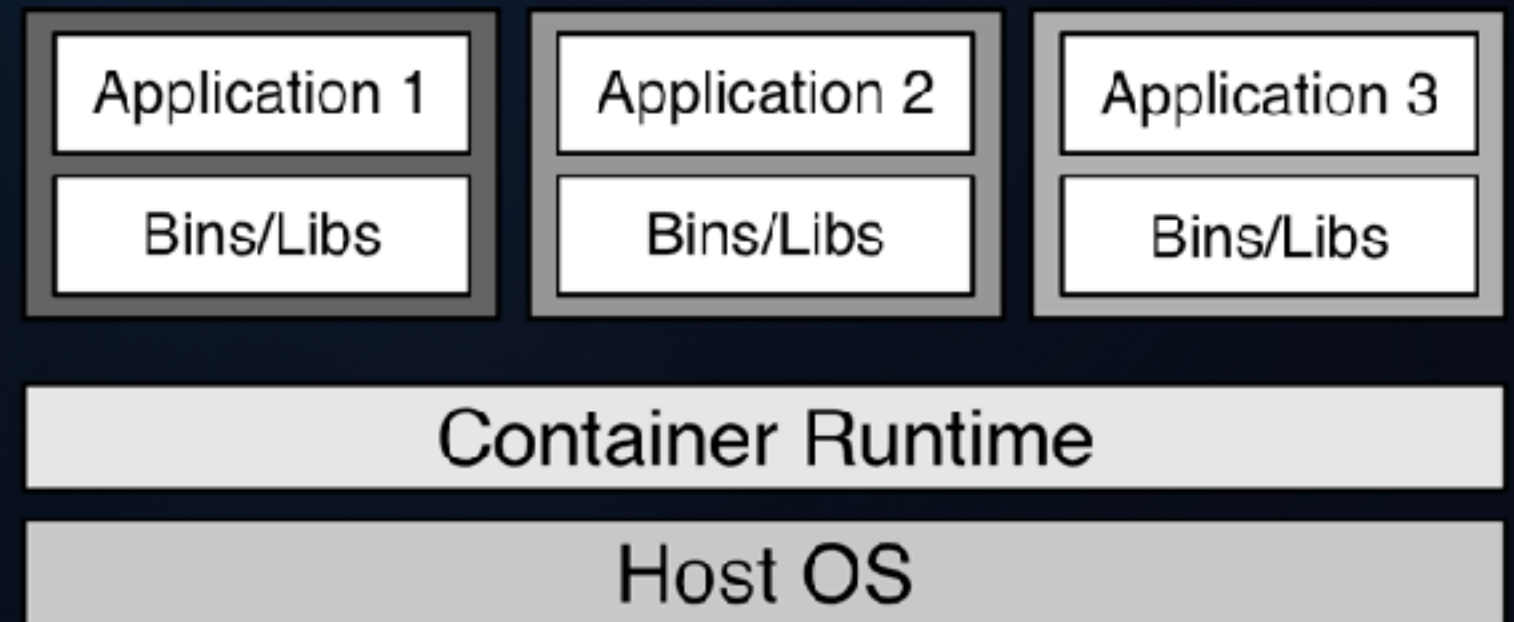 Application 1
Application 2
Application 3
Bins/Libs
Bins/Libs
Bins/Libs
Container Runtime
Host OS